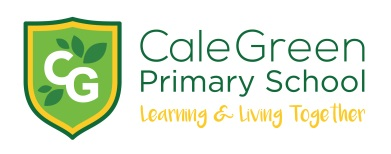 CG
CaleGreen
Primary School
Learning & Living Together